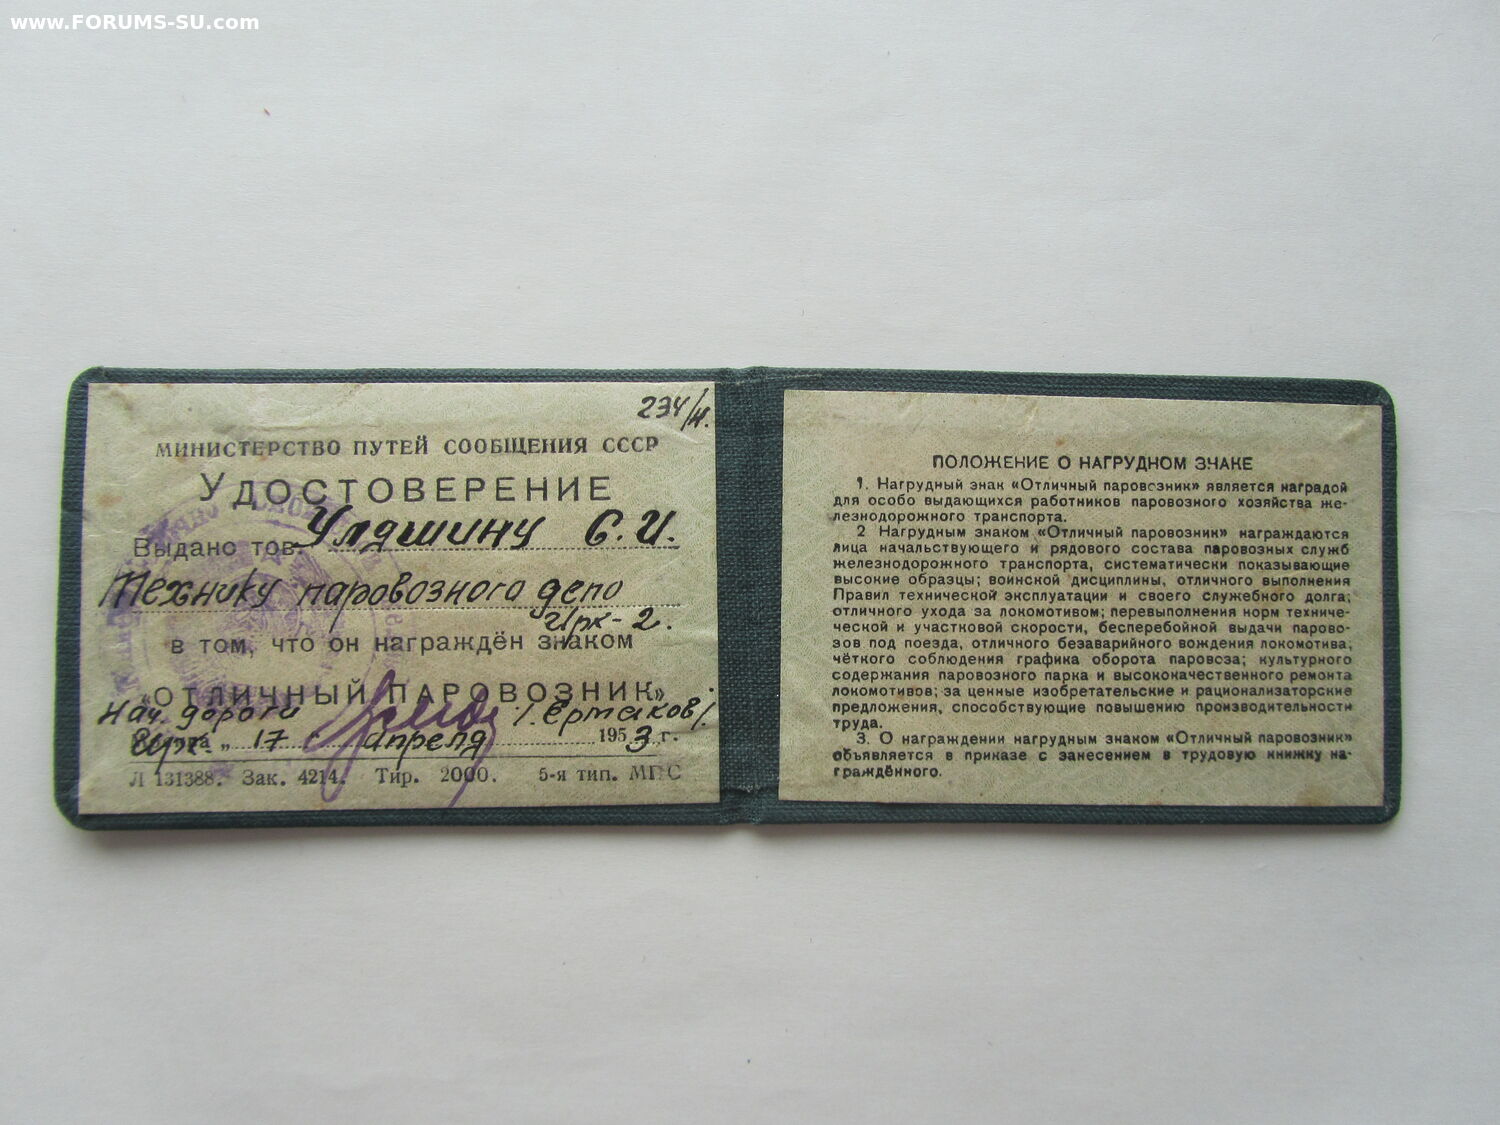 www.FORUMS-SU.com
234/н.
МИНИСТЕРСТВО ПУТЕЙ СООБЩЕНИЯ СССР
УДОСТОВЕРЕНИЕ
Выдано тов. Улдшину С.И.
Технику паровозного депо
Ирк-2.
в том, что он награждён знаком
«ОТЛИЧНЫЙ ПАРОВОЗНИК»
Нач. дороги /Ертаков/.
„ 17 апреля 1953 г.
Л 131388. Зак. 4214. Тир. 2000. 5-я тип. МПС
ПОЛОЖЕНИЕ О НАГРУДНОМ ЗНАКЕ
1. Нагрудный знак «Отличный паровозник» является наградой
для особо выдающихся работников паровозного хозяйства же-
лезнодорожного транспорта.
2 Нагрудным знаком «Отличный паровозник» награждаются
лица начальствующего и рядового состава паровозных служб
железнодорожного транспорта, систематически показывающие
высокие образцы; воинской дисциплины, отличного выполнения
Правил технической эксплуатации и своего служебного долга;
отличного ухода за локомотивом; перевыполнения норм техниче-
ческой и участковой скорости, бесперебойной выдачи парово-
зов под поезда, отличного безаварийного вождения локомотива,
чёткого соблюдения графика оборота паровоза; культурного
содержания паровозного парка и высококачественного ремонта
локомотивов; за ценные изобретательские и рационализаторские
предложения, способствующие повышению производительности
труда.
3. О награждении нагрудным знаком «Отличный паровозник»
объявляется в приказе с занесением в трудовую книжку на-
граждённого.